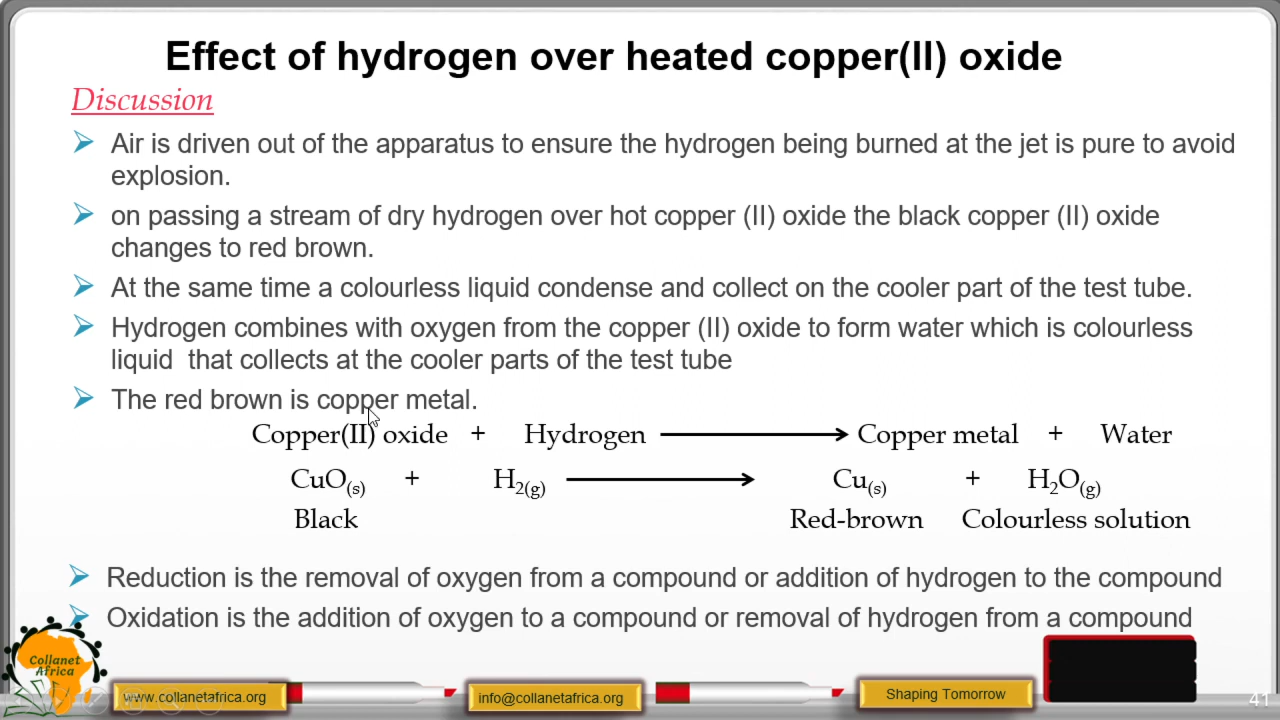 Effect of hydrogen over heated copper(II) oxide
Discussion
Air is driven out of the apparatus to ensure the hydrogen being burned at the jet is pure to avoid
explosion.
on passing a stream of dry hydrogen over hot copper (II) oxide the black copper (II) oxide
changes to red brown.
At the same time a colourless liquid condense and collect on the cooler part of the test tube.
Hydrogen combines with oxygen from the copper (II) oxide to form water which is colourless
liquid that collects at the cooler parts of the test tube
The red brown is copper metal.
Copper(II) oxide + Hydrogen ⟶ Copper metal + Water
CuO(s) + H2(g) ⟶ Cu(s) + H2O(g)
Black Red-brown Colourless solution
Reduction is the removal of oxygen from a compound or addition of hydrogen to the compound
Oxidation is the addition of oxygen to a compound or removal of hydrogen from a compound
Collanet
Africa
www.collanetafrica.org info@collanetafrica.org Shaping Tomorrow
41